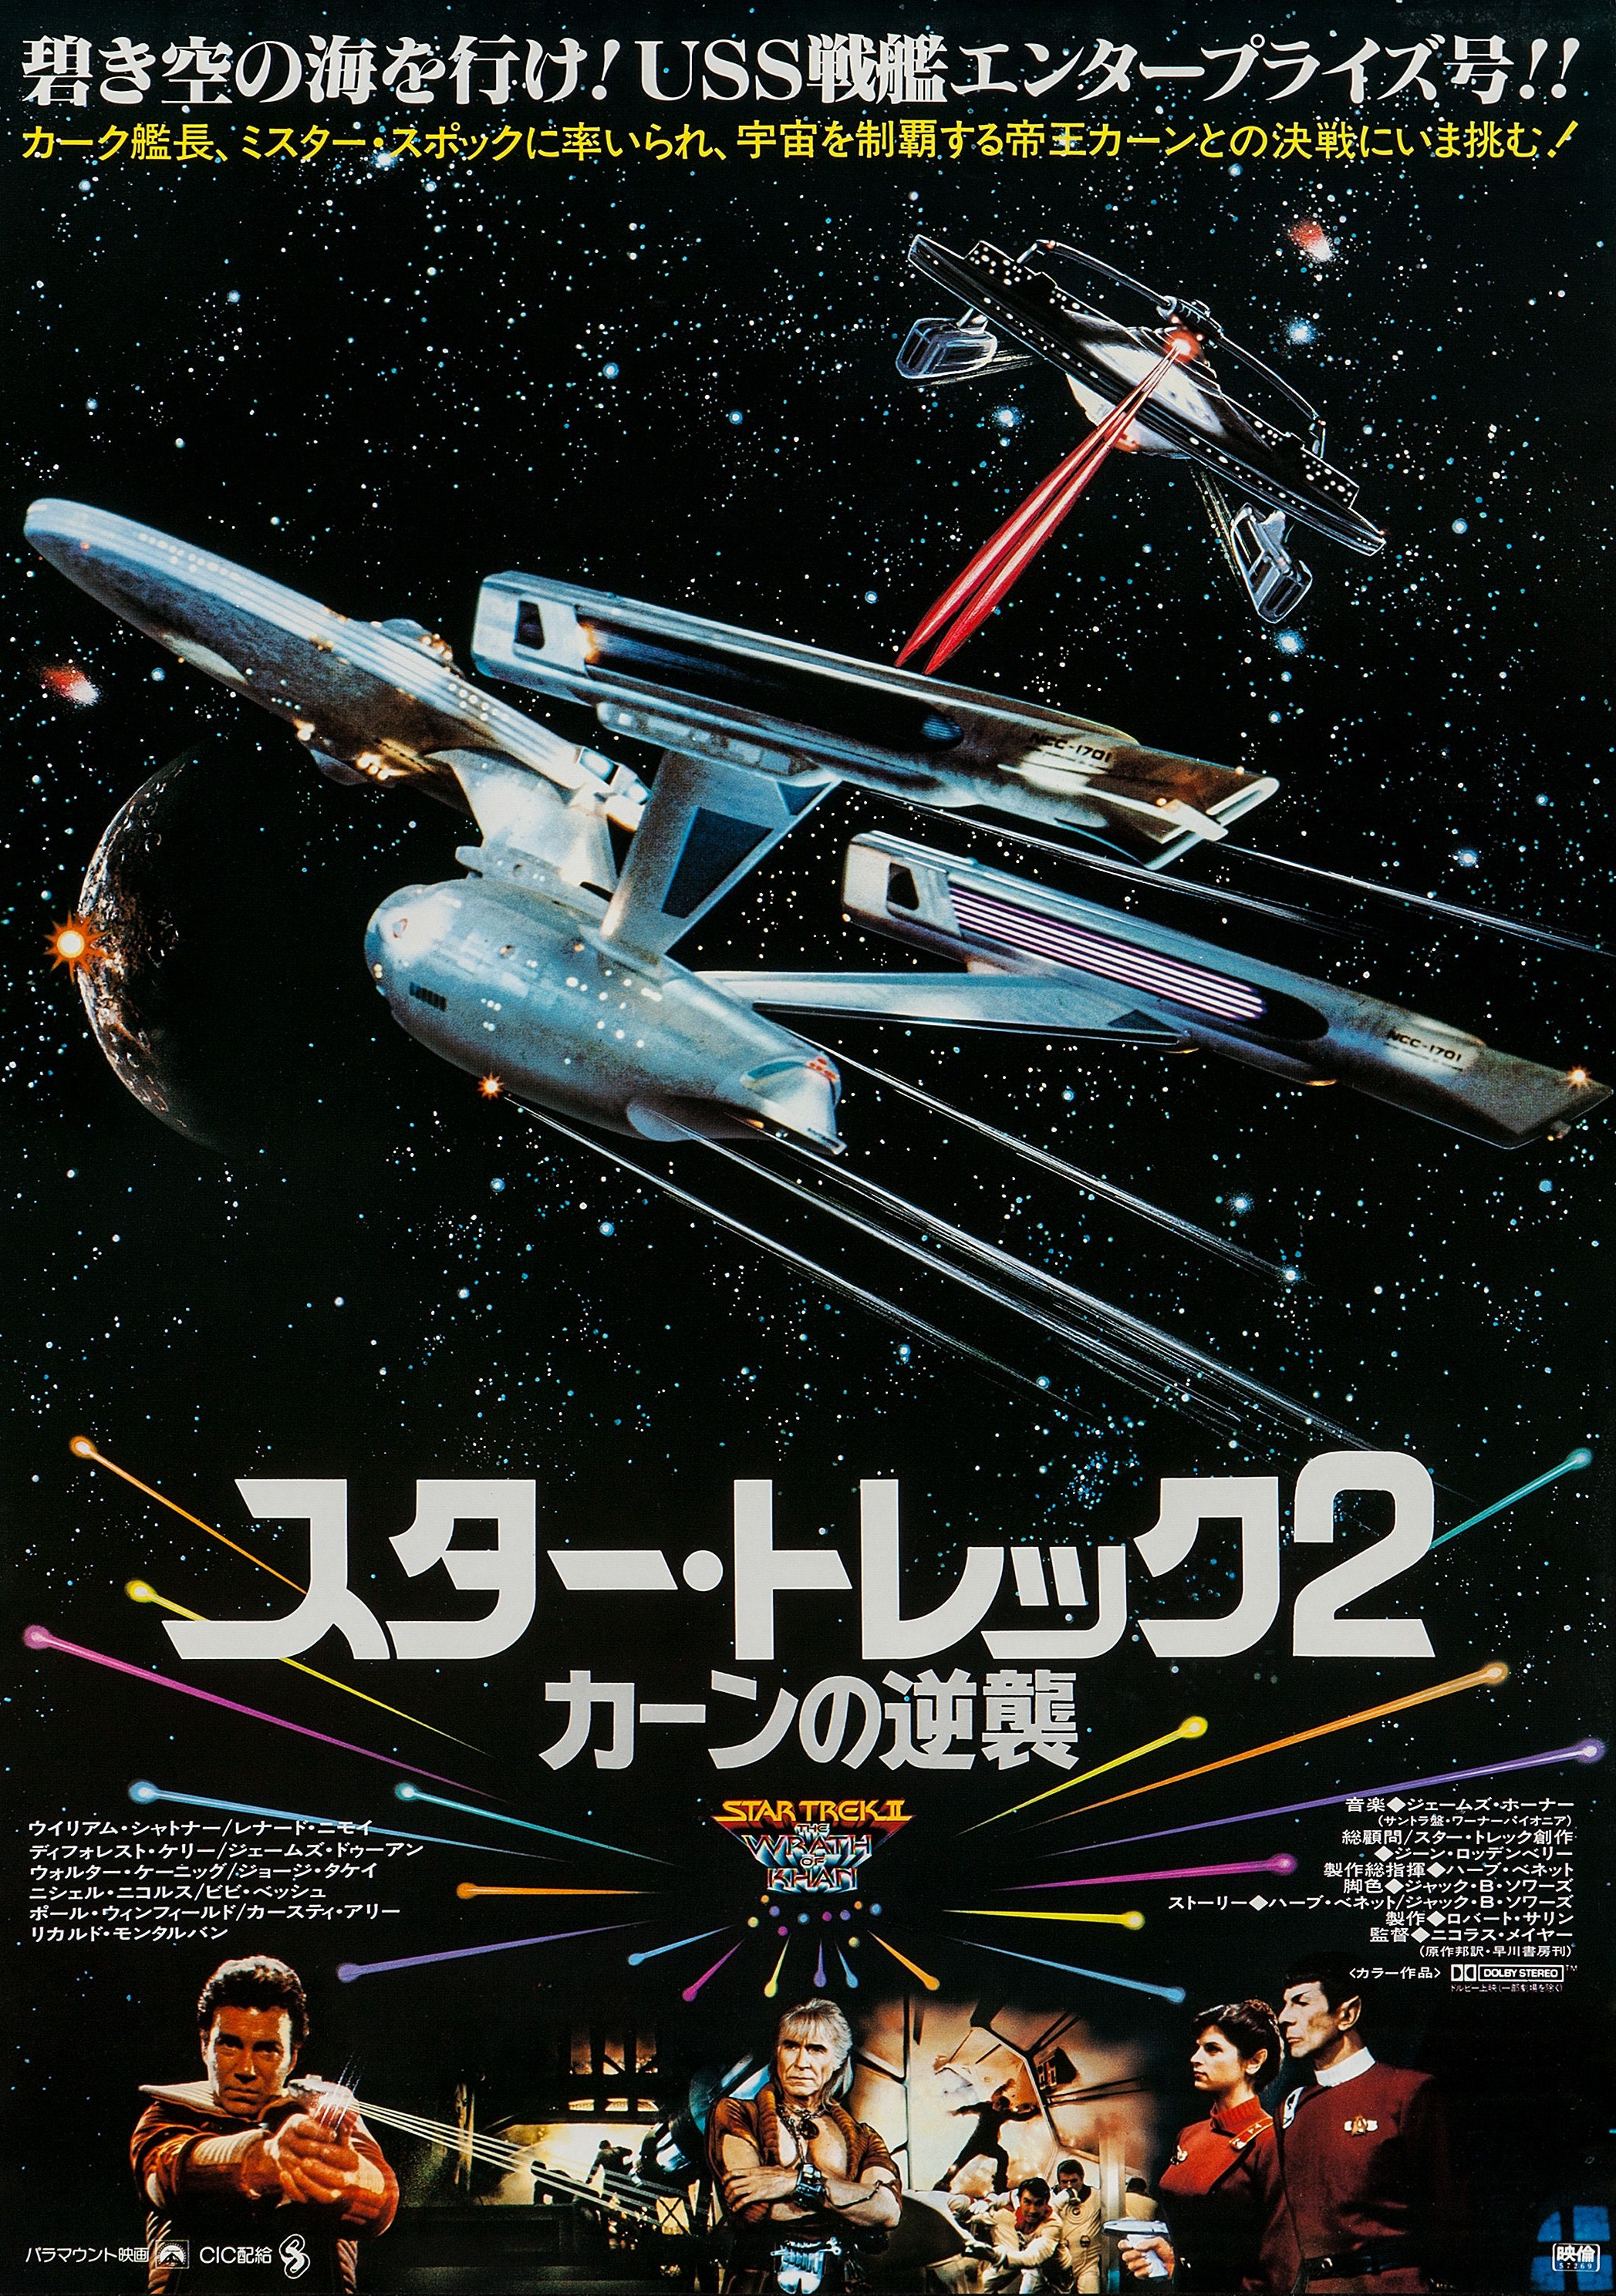 碧き空の海を行け!USS戦艦エンタープライズ号!!
カーク艦長、ミスター・スポックに率いられ、宇宙を制覇する帝王カーンとの決戦にいま挑む!
NCC-1701
NCC-1701
スター・トレック2
カーンの逆襲
STAR TREK II
THE
WRATH
OF
KHAN
ウイリアム・シャトナー/レナード・ニモイ
ディフォレスト・ケリー/ジェームズ・ドゥーアン
ウォルター・ケーニッグ/ジョージ・タケイ
ニシェル・ニコルス/ビビ・ベッシュ
ポール・ウィンフィールド/カースティ・アリー
リカルド・モンタルバン
音楽◆ジェームズ・ホーナー
(サントラ盤・ワーナーパイオニア)
総顧問/スター・トレック創作
◆ジーン・ロッデンベリー
製作総指揮◆ハーブ・ベネット
脚色◆ジャック・B・ソワーズ
ストーリー◆ハーブ・ベネット/ジャック・B・ソワーズ
製作◆ロバート・サリン
監督◆ニコラス・メイヤー
(原作邦訳・早川書房刊)
<カラー作品> DOLBY STEREO TM
ドルビー上映(一部劇場を除く)
パラマウント映画 CIC配給
映倫